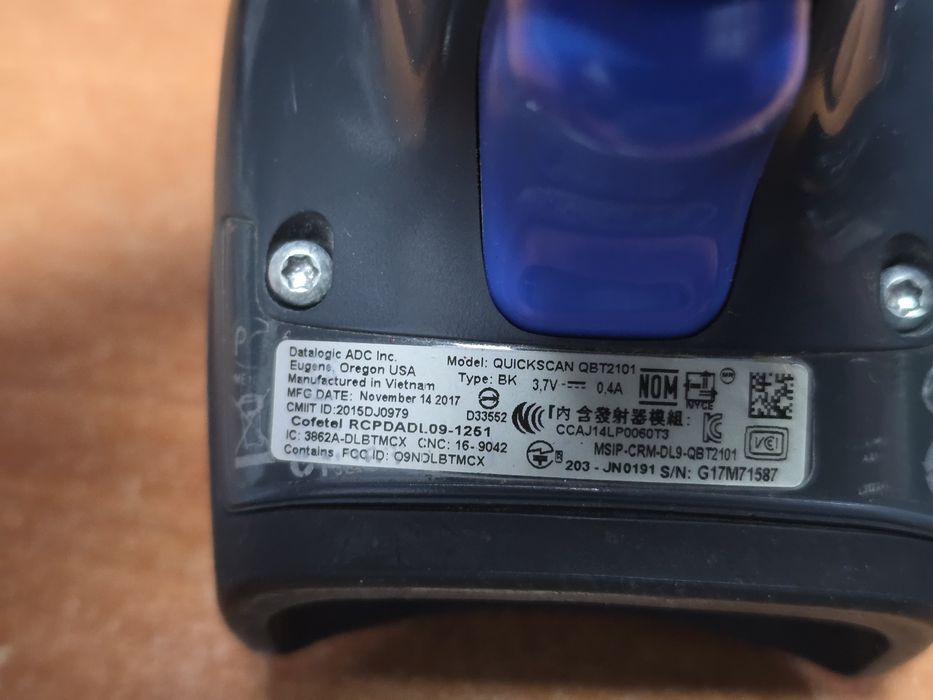 Datalogic ADC Inc.
Eugene, Oregon USA
Manufactured in Vietnam
MFG DATE: November 14 2017
CMIIT ID:2015DJ0979
Cofetel RCPDADL09-1251
IC: 3862A-DLBTMCX CNC: 16-9042
Contains FCC ID: O9NDLBTMCX
Model: QUICKSCAN QBT2101
Type: BK 3,7V 0.4A
D33552
NOM
NYCE
內含發射器模組:
CCAJ14LP0060T3
MSIP-CRM-DL9-QBT2101
VCI
R 203-JN0191 S/N: G17M71587